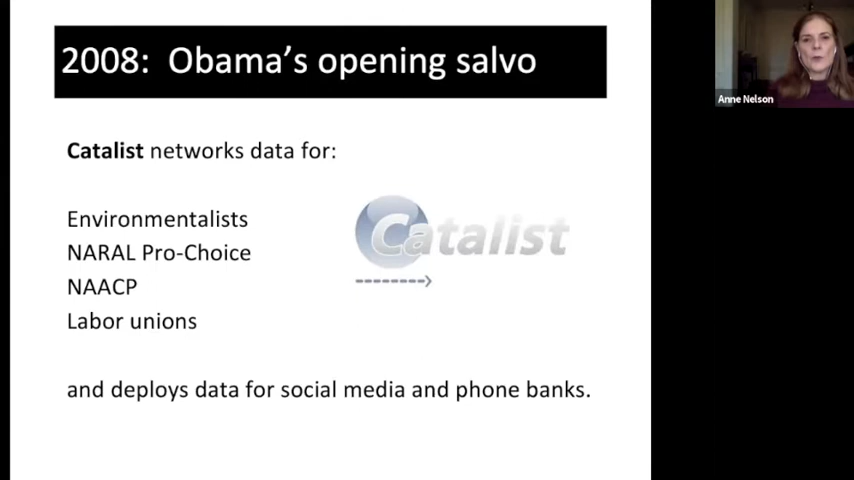 2008: Obama’s opening salvo
Catalist networks data for:
Environmentalists
NARAL Pro-Choice
NAACP
Labor unions
Catalist
and deploys data for social media and phone banks.
Anne Nelson